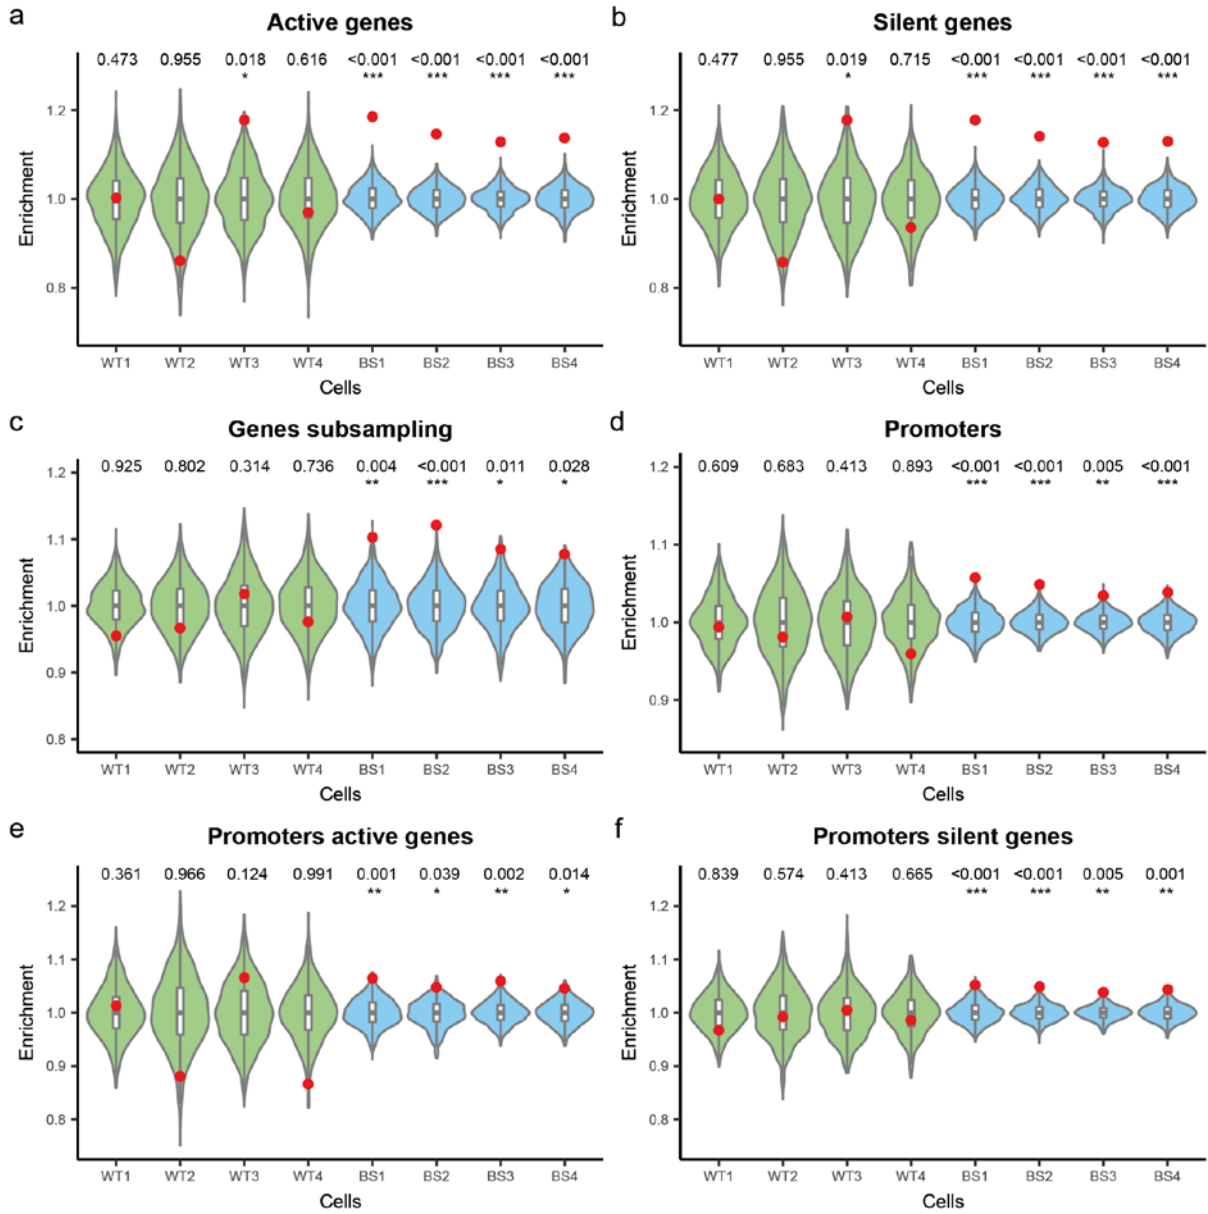 a
Active genes
0.473 0.955 0.018 0.616 <0.001 <0.001 <0.001 <0.001
* *** *** *** ***
1.2
1.0
0.8
Enrichment
WT1 WT2 WT3 WT4 BS1 BS2 BS3 BS4
Cells
b
Silent genes
0.477 0.955 0.019 0.715 <0.001 <0.001 <0.001 <0.001
* *** *** *** ***
1.2
1.0
0.8
Enrichment
WT1 WT2 WT3 WT4 BS1 BS2 BS3 BS4
Cells
c
Genes subsampling
0.925 0.802 0.314 0.736 0.004 <0.001 0.011 0.028
** *** * *
1.2
1.1
1.0
0.9
0.8
Enrichment
WT1 WT2 WT3 WT4 BS1 BS2 BS3 BS4
Cells
d
Promoters
0.609 0.683 0.413 0.893 <0.001 <0.001 0.005 <0.001
*** *** ** ***
1.2
1.1
1.0
0.9
Enrichment
WT1 WT2 WT3 WT4 BS1 BS2 BS3 BS4
Cells
e
Promoters active genes
0.361 0.966 0.124 0.991 0.001 0.039 0.002 0.014
** * ** *
1.2
1.1
1.0
0.9
0.8
Enrichment
WT1 WT2 WT3 WT4 BS1 BS2 BS3 BS4
Cells
f
Promoters silent genes
0.839 0.574 0.413 0.665 <0.001 <0.001 0.005 0.001
*** *** ** **
1.2
1.1
1.0
0.9
0.8
Enrichment
WT1 WT2 WT3 WT4 BS1 BS2 BS3 BS4
Cells